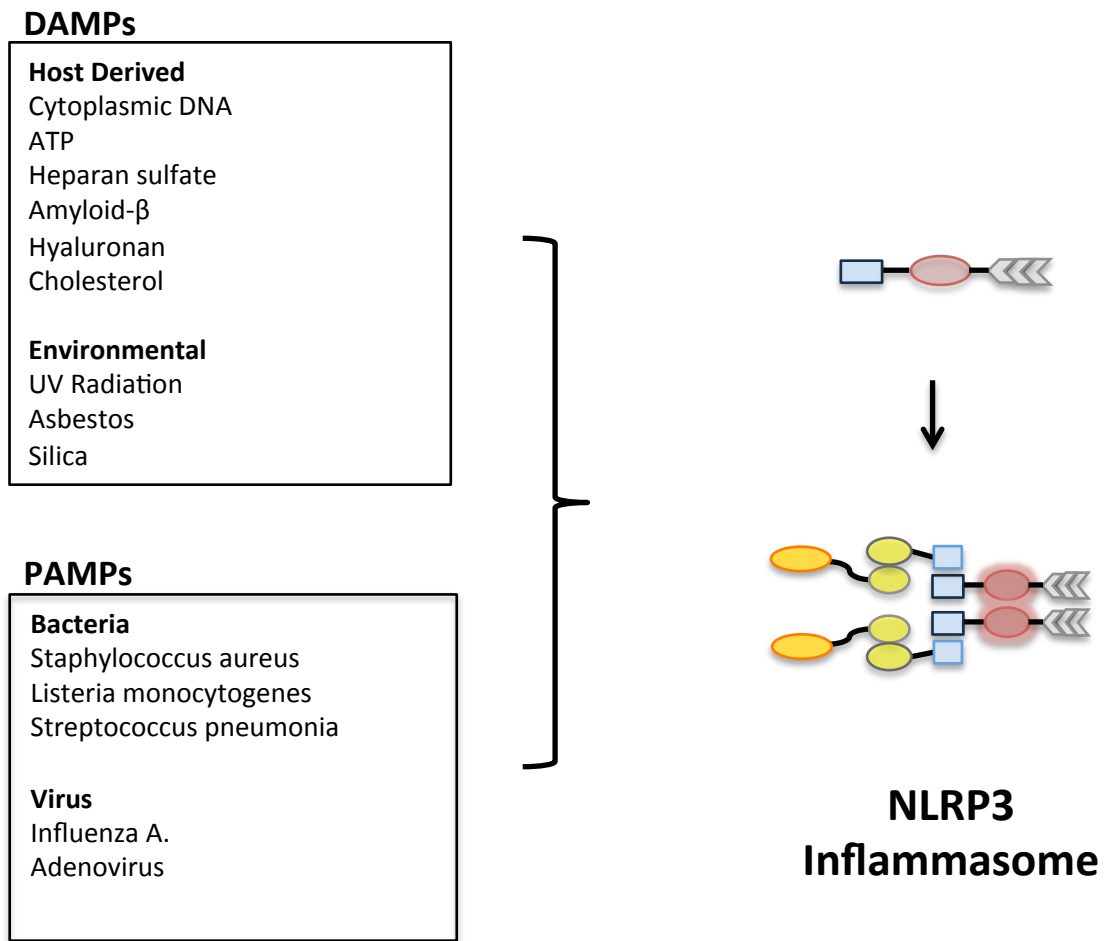 DAMPs
Host Derived
Cytoplasmic DNA
ATP
Heparan sulfate
Amyloid-β
Hyaluronan
Cholesterol
Environmental
UV Radiation
Asbestos
Silica
PAMPs
Bacteria
Staphylococcus aureus
Listeria monocytogenes
Streptococcus pneumonia
Virus
Influenza A.
Adenovirus
NLRP3
Inflammasome